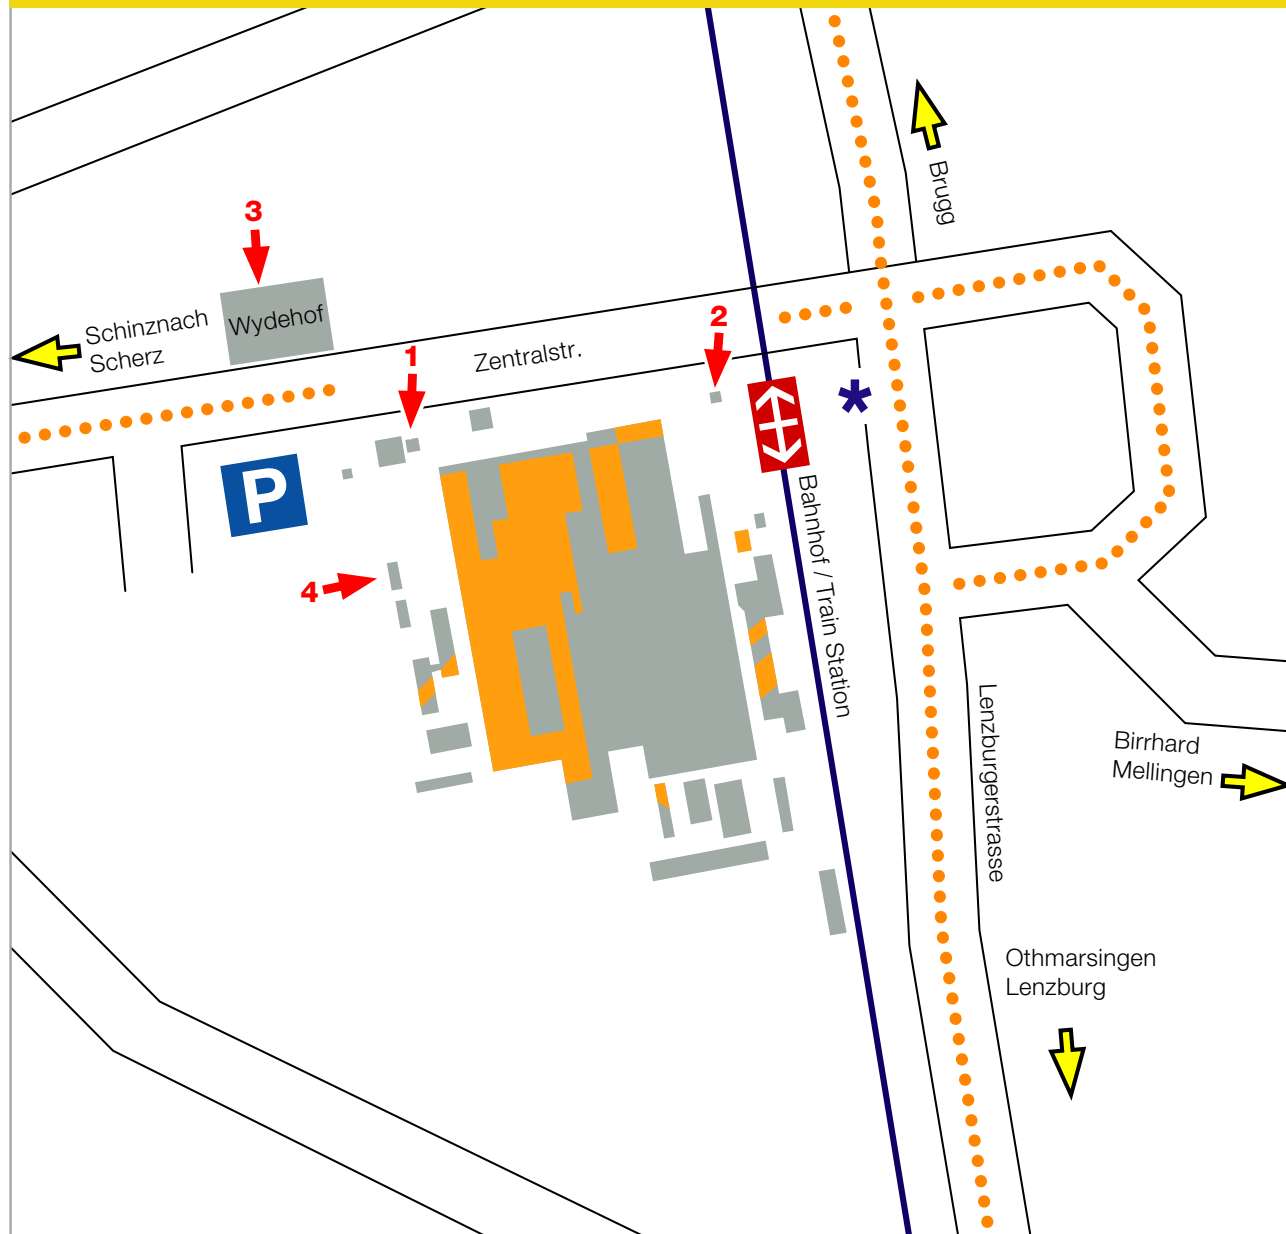 Brugg
3
Schinznach
Scherz
Wydehof
1
Zentralstr.
2
*
P
4
Bahnhof / Train Station
Lenzburgerstrasse
Birrhard
Mellingen
Othmarsingen
Lenzburg